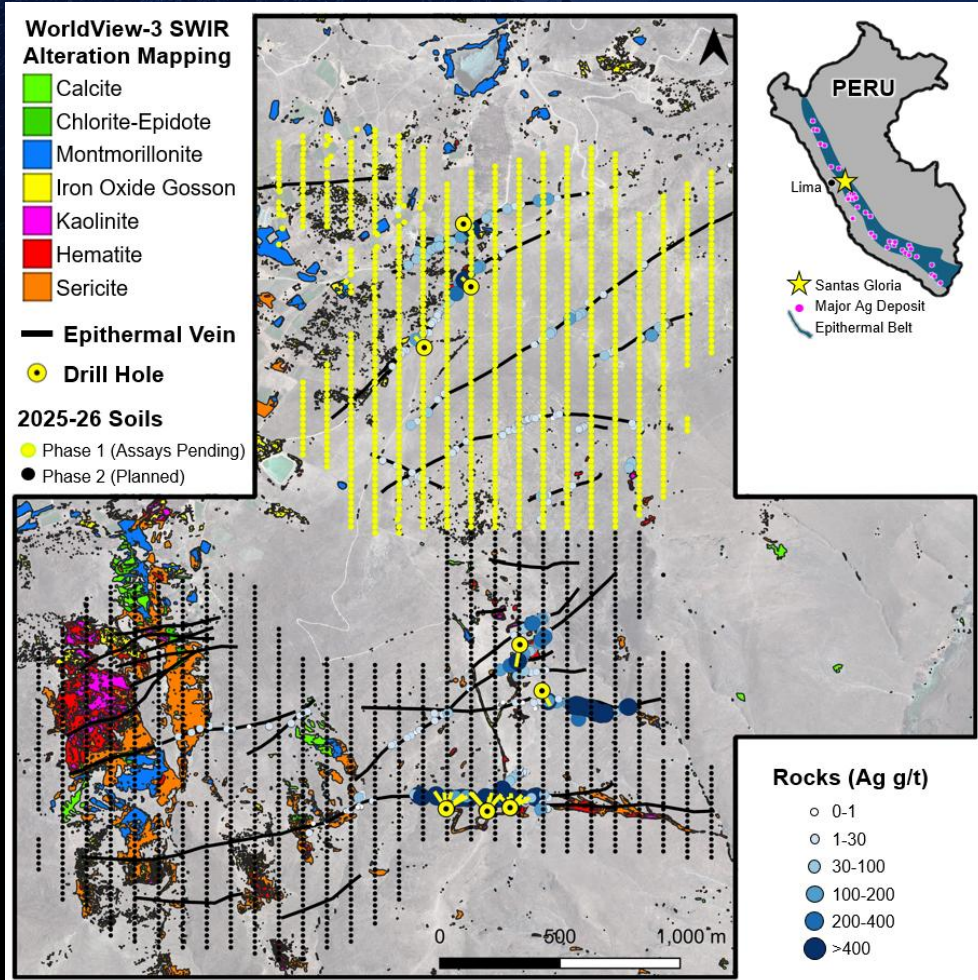 WorldView-3 SWIR
Alteration Mapping
Calcite
Chlorite-Epidote
Montmorillonite
Iron Oxide Gosson
Kaolinite
Hematite
Sericite
Epithermal Vein
Drill Hole
2025-26 Soils
Phase 1 (Assays Pending)
Phase 2 (Planned)
PERU
Lima
Santas Gloria
Major Ag Deposit
Epithermal Belt
Rocks (Ag g/t)
0-1
1-30
30-100
100-200
200-400
>400
0 500 1,000 m